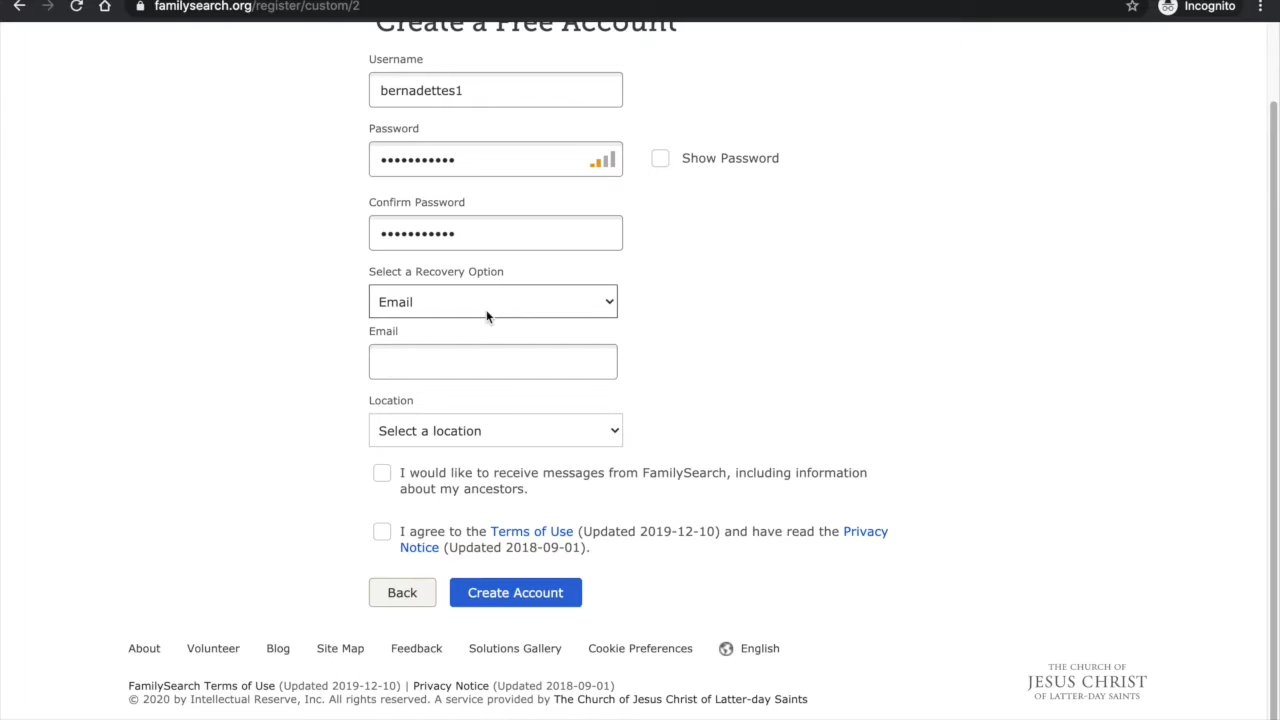 familysearch.org/register/custom/2
Incognito
Create a Free Account
Username
bernadettes1
Password
•••••••••••
Show Password
Confirm Password
•••••••••••
Select a Recovery Option
Email
Email
Location
Select a location
I would like to receive messages from FamilySearch, including information
about my ancestors.
I agree to the Terms of Use (Updated 2019-12-10) and have read the Privacy
Notice (Updated 2018-09-01).
Back Create Account
About Volunteer Blog Site Map Feedback Solutions Gallery Cookie Preferences English
FamilySearch Terms of Use (Updated 2019-12-10) | Privacy Notice (Updated 2018-09-01)
© 2020 by Intellectual Reserve, Inc. All rights reserved. A service provided by The Church of Jesus Christ of Latter-day Saints
THE CHURCH OF
JESUS CHRIST
OF LATTER-DAY SAINTS